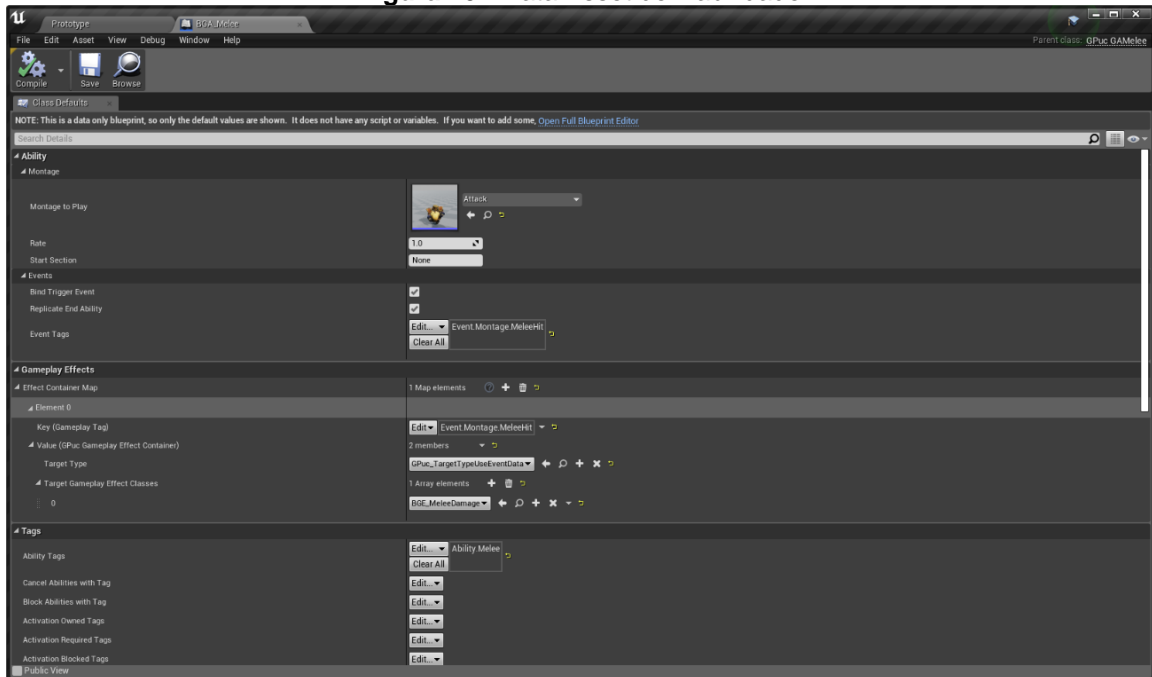 Prototype
BGA_Melee
File Edit Asset View Debug Window Help
Parent class: GPuc GAMelee
Compile Save Browse
Class Defaults
NOTE: This is a data only blueprint, so only the default values are shown. It does not have any script or variables. If you want to add some, Open Full Blueprint Editor
Search Details
Ability
Montage
Montage to Play Attack
Rate 1.0
Start Section None
Events
Bind Trigger Event
Replicate End Ability
Event Tags Edit... Event.Montage.MeleeHit
Clear All
Gameplay Effects
Effect Container Map 1 Map elements
Element 0
Key (Gameplay Tag) Edit Event.Montage.MeleeHit
Value (GPuc Gameplay Effect Container) 2 members
Target Type GPuc_TargetTypeUseEventData
Target Gameplay Effect Classes 1 Array elements
0 BGE_MeleeDamage
Tags
Ability Tags Edit... Ability.Melee
Clear All
Cancel Abilities with Tag Edit...
Block Abilities with Tag Edit...
Activation Owned Tags Edit...
Activation Required Tags Edit...
Activation Blocked Tags Edit...
Public View